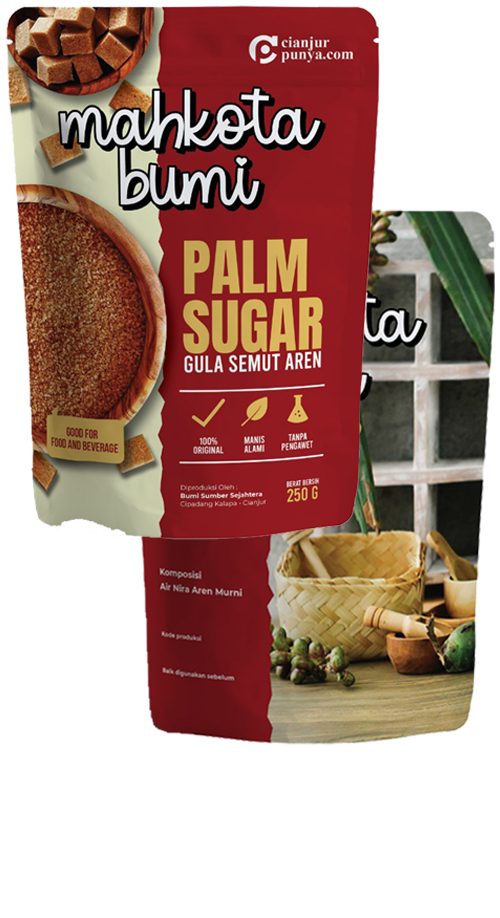 cianjur
punya.com
mahkota
bumi
PALM
SUGAR
GULA SEMUT AREN
100%
ORIGINAL
MANIS
ALAMI
TANPA
PENGAWET
GOOD FOR
FOOD AND BEVERAGE
Diproduksi Oleh :
Bumi Sumber Sejahtera
Cipadang Kalapa - Cianjur
BERAT BERSIH
250 G
ta
Komposisi
Air Nira Aren Murni
Kode produksi
Baik digunakan sebelum